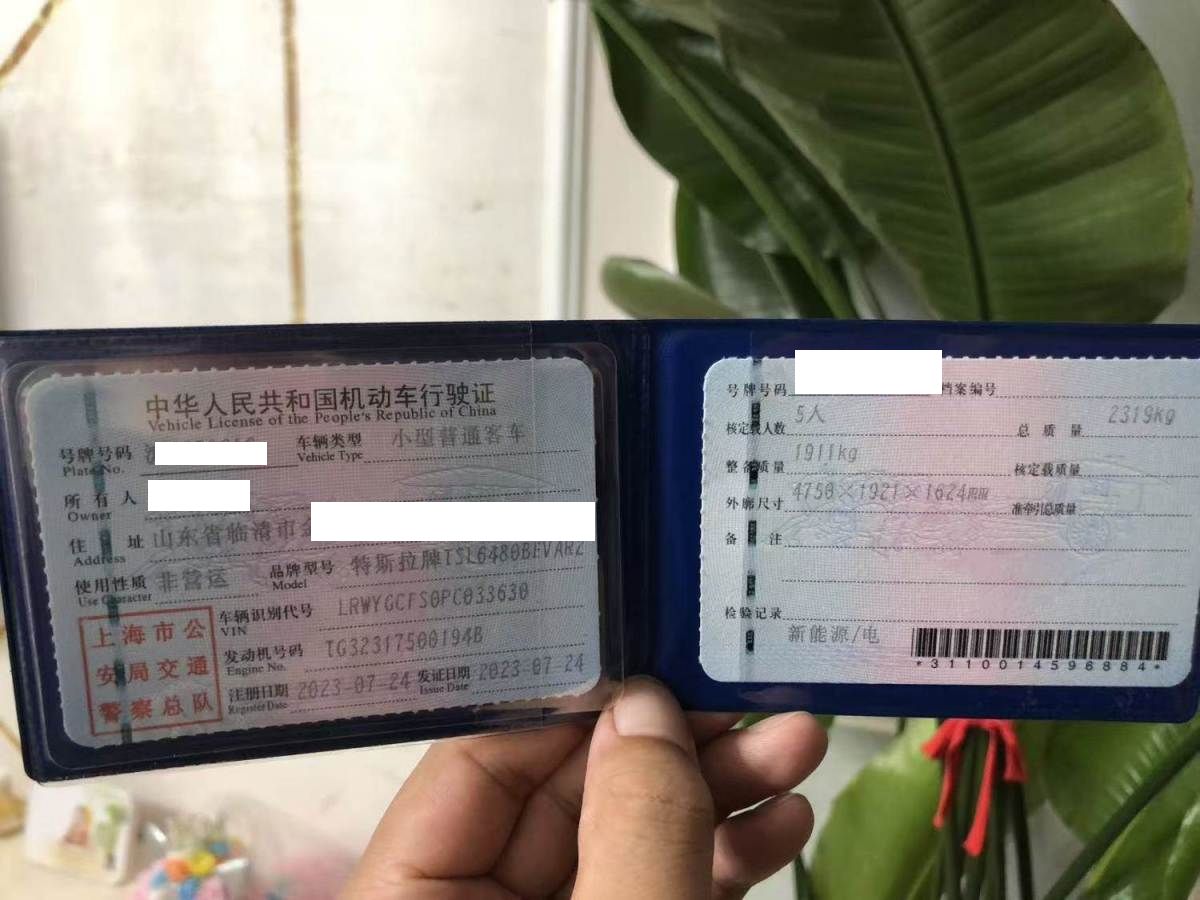 中华人民共和国机动车行驶证
Vehicle License of the People's Republic of China
号牌号码 车辆类型 小型普通客车
Plate No. Vehicle Type
所有人
Owner
住址 山东省临清市
Address
使用性质 非营运 品牌型号 特斯拉牌TSL6480BEVAR2
Use Character Model
车辆识别代号 LRWYGCFS0PC033630
VIN
发动机号码 TG32317500194B
Engine No.
注册日期 2023-07-24 发证日期 2023-07-24
Register Date Issue Date
上海市公
安局交通
警察总队
号牌号码 档案编号
核定载人数 5人 总质量 2319kg
整备质量 1911kg 核定载质量
外廓尺寸 4750×1921×1624mm 准牵引总质量
备注
检验记录
新能源/电
*3110014596884*